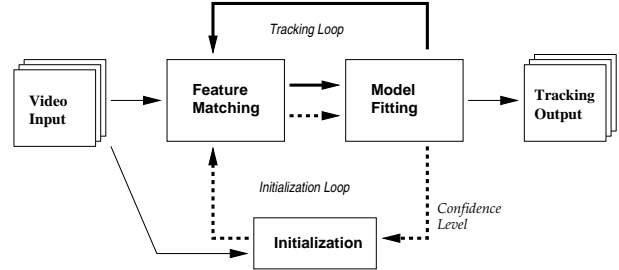 Tracking Loop
Video
Input
Feature
Matching
Model
Fitting
Tracking
Output
Initialization Loop
Confidence
Level
Initialization